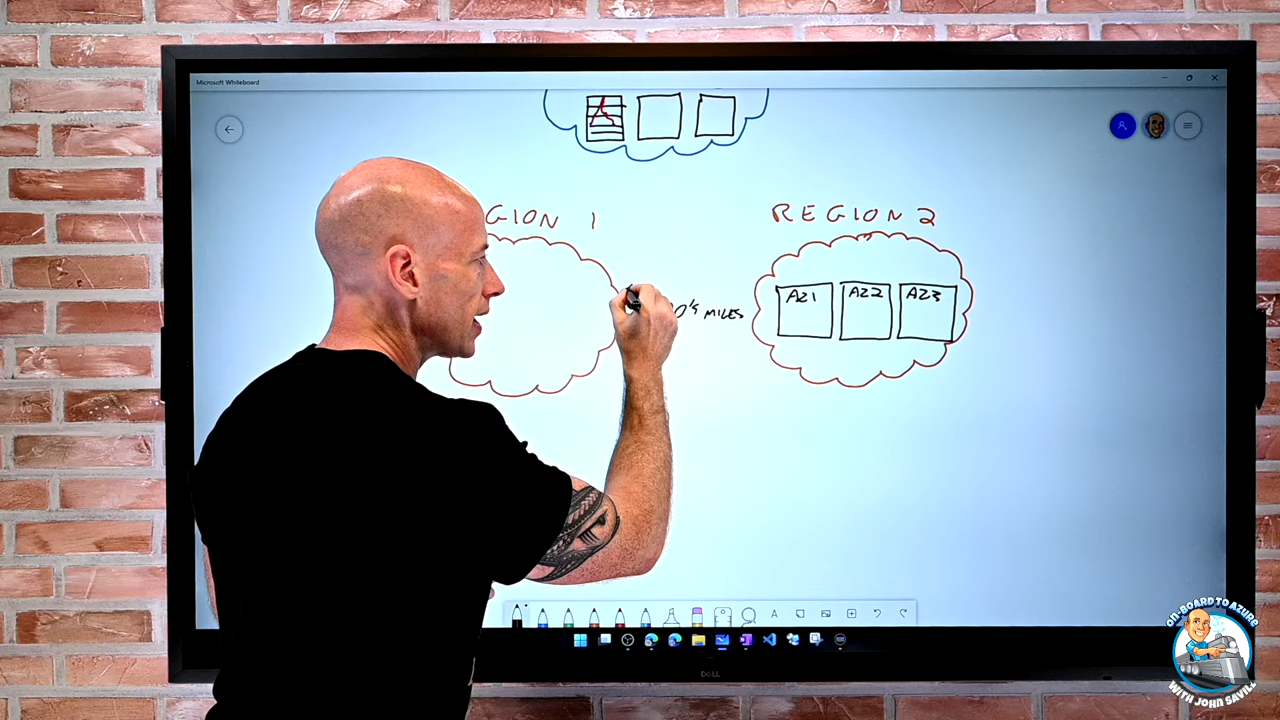 Microsoft Whiteboard
GION 1
REGION 2
0's MILES
AZ1
AZ2
AZ3
A
DELL
ON-BOARD TO AZURE
WITH JOHN SAVILL